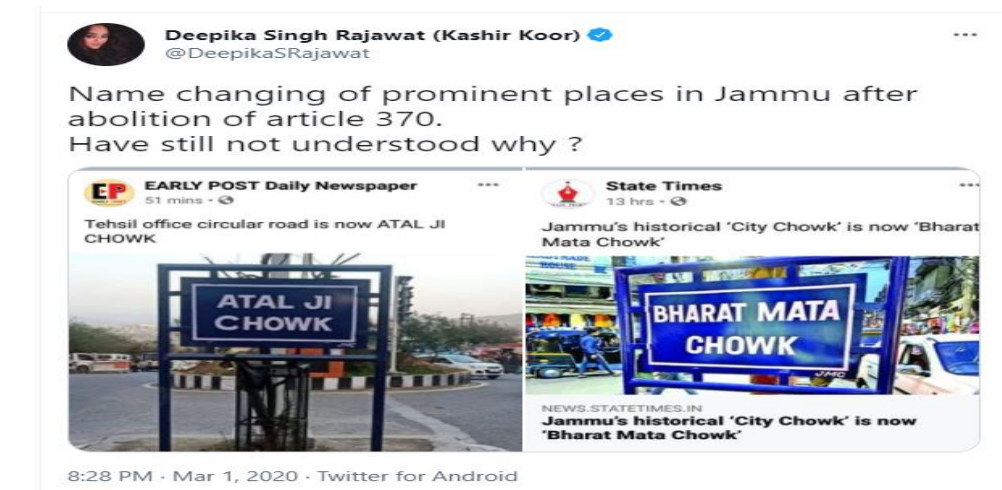 Deepika Singh Rajawat (Kashir Koor)
@DeepikaSRajawat
Name changing of prominent places in Jammu after
abolition of article 370.
Have still not understood why ?
EP
EARLY POST Daily Newspaper
51 mins ·
Tehsil office circular road is now ATAL JI
CHOWK
ATAL JI
CHOWK
State Times
13 hrs ·
Jammu's historical 'City Chowk' is now 'Bharat
Mata Chowk'
HOUSE
BHARAT MATA
CHOWK
JMC
NEWS.STATETIMES.IN
Jammu's historical 'City Chowk' is now
'Bharat Mata Chowk'
8:28 PM · Mar 1, 2020 · Twitter for Android